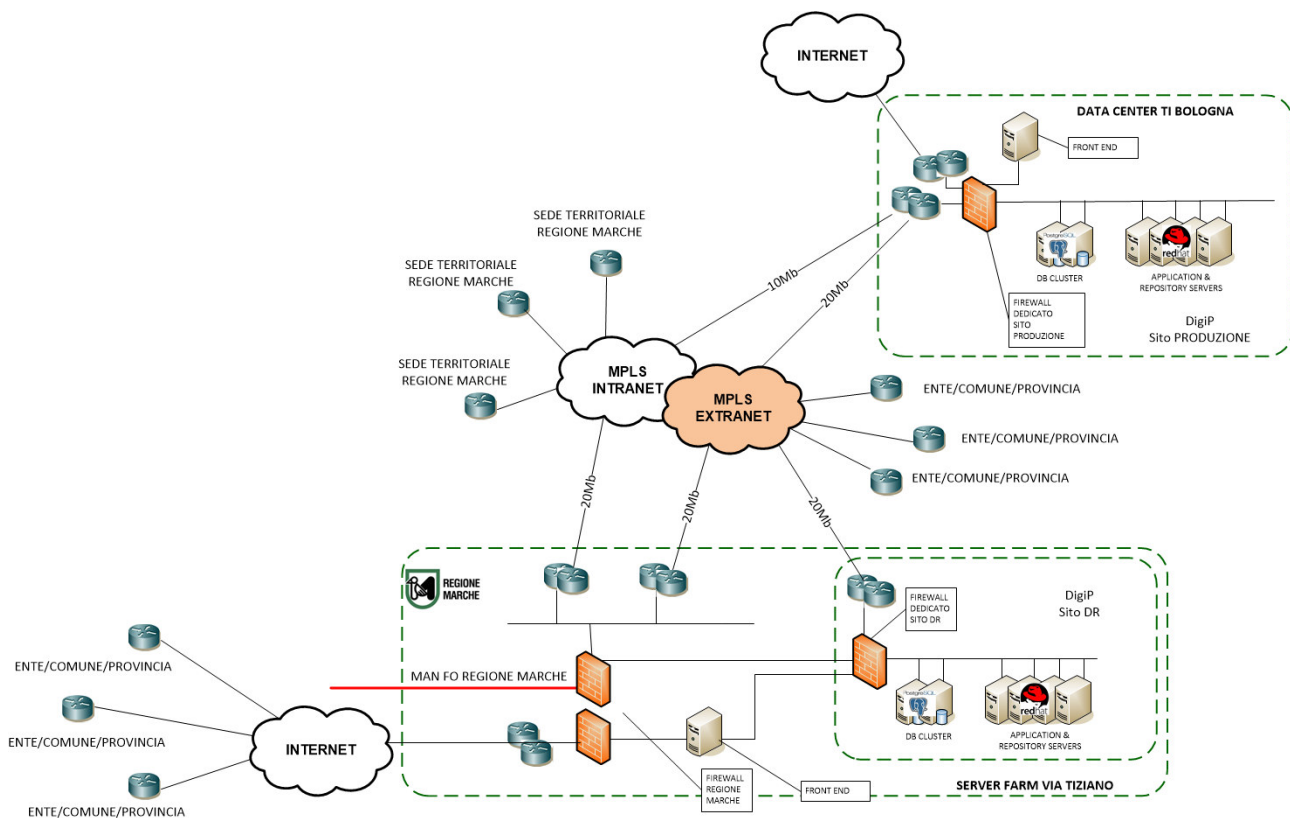 INTERNET
DATA CENTER TI BOLOGNA
FRONT END
SEDE TERRITORIALE
REGIONE MARCHE
SEDE TERRITORIALE
REGIONE MARCHE
SEDE TERRITORIALE
REGIONE MARCHE
10Mb
20Mb
PostgreSQL
redhat
DB CLUSTER
APPLICATION &
REPOSITORY SERVERS
FIREWALL
DEDICATO
SITO
PRODUZIONE
DigiP
Sito PRODUZIONE
MPLS
INTRANET
MPLS
EXTRANET
ENTE/COMUNE/PROVINCIA
ENTE/COMUNE/PROVINCIA
ENTE/COMUNE/PROVINCIA
20Mb
20Mb
20Mb
REGIONE
MARCHE
FIREWALL
DEDICATO
SITO DR
DigiP
Sito DR
ENTE/COMUNE/PROVINCIA
ENTE/COMUNE/PROVINCIA
ENTE/COMUNE/PROVINCIA
MAN FO REGIONE MARCHE
INTERNET
PostgreSQL
redhat
DB CLUSTER
APPLICATION &
REPOSITORY SERVERS
FIREWALL
REGIONE
MARCHE
FRONT END
SERVER FARM VIA TIZIANO